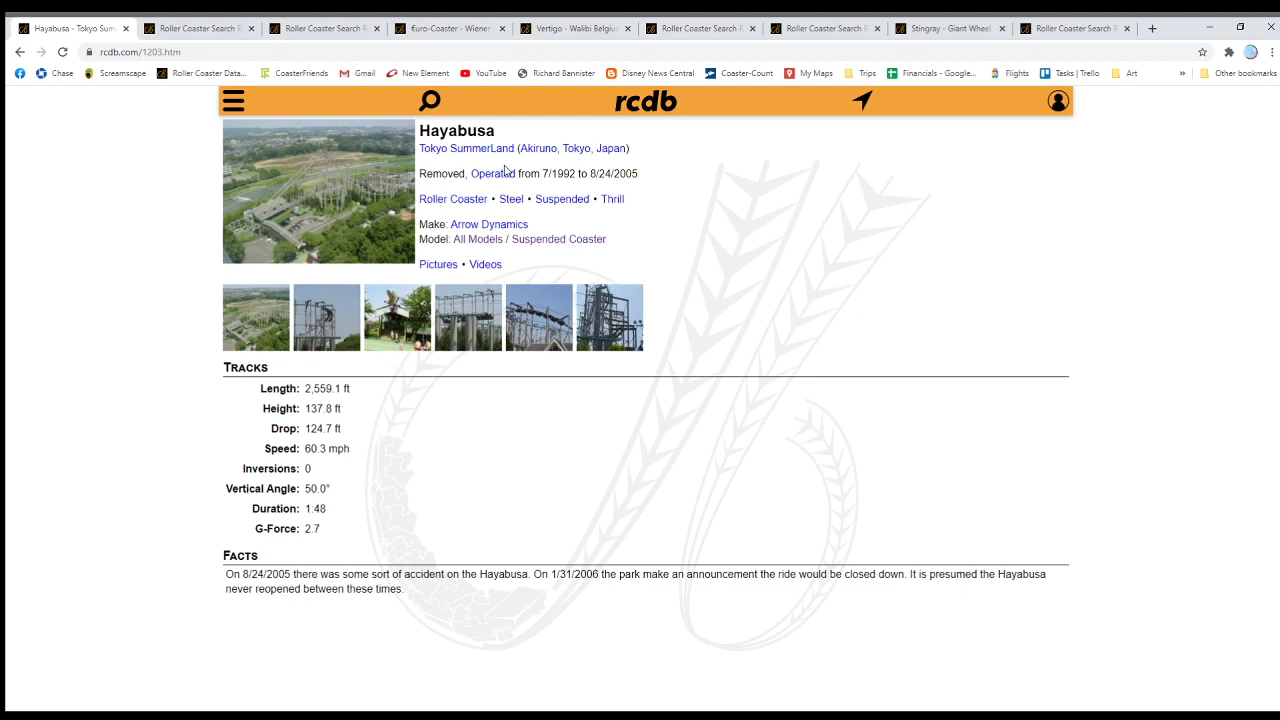 Hayabusa - Tokyo Sum
Roller Coaster Search R
Roller Coaster Search R
€uro-Coaster - Wiener
Vertigo - Walibi Belgiun
Roller Coaster Search R
Roller Coaster Search R
Stingray - Giant Wheel
Roller Coaster Search R
rcdb.com/1203.htm
Chase
Screamscape
Roller Coaster Data...
CoasterFriends
Gmail
New Element
YouTube
Richard Bannister
Disney News Central
Coaster-Count
My Maps
Trips
Financials - Google...
Flights
Tasks | Trello
Art
»
Other bookmarks
rcdb
Hayabusa
Tokyo SummerLand (Akiruno, Tokyo, Japan)
Removed, Operated from 7/1992 to 8/24/2005
Roller Coaster • Steel • Suspended • Thrill
Make: Arrow Dynamics
Model: All Models / Suspended Coaster
Pictures • Videos
TRACKS
Length: 2,559.1 ft
Height: 137.8 ft
Drop: 124.7 ft
Speed: 60.3 mph
Inversions: 0
Vertical Angle: 50.0°
Duration: 1:48
G-Force: 2.7
FACTS
On 8/24/2005 there was some sort of accident on the Hayabusa. On 1/31/2006 the park make an announcement the ride would be closed down. It is presumed the Hayabusa
never reopened between these times.